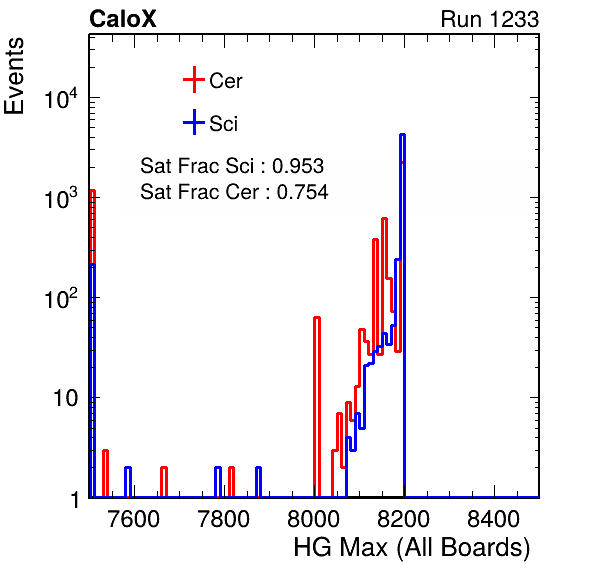 CaloX Run 1233
Events
Cer
Sci
Sat Frac Sci : 0.953
Sat Frac Cer : 0.754
10^4
10^3
10^2
10
1
7600 7800 8000 8200 8400
HG Max (All Boards)